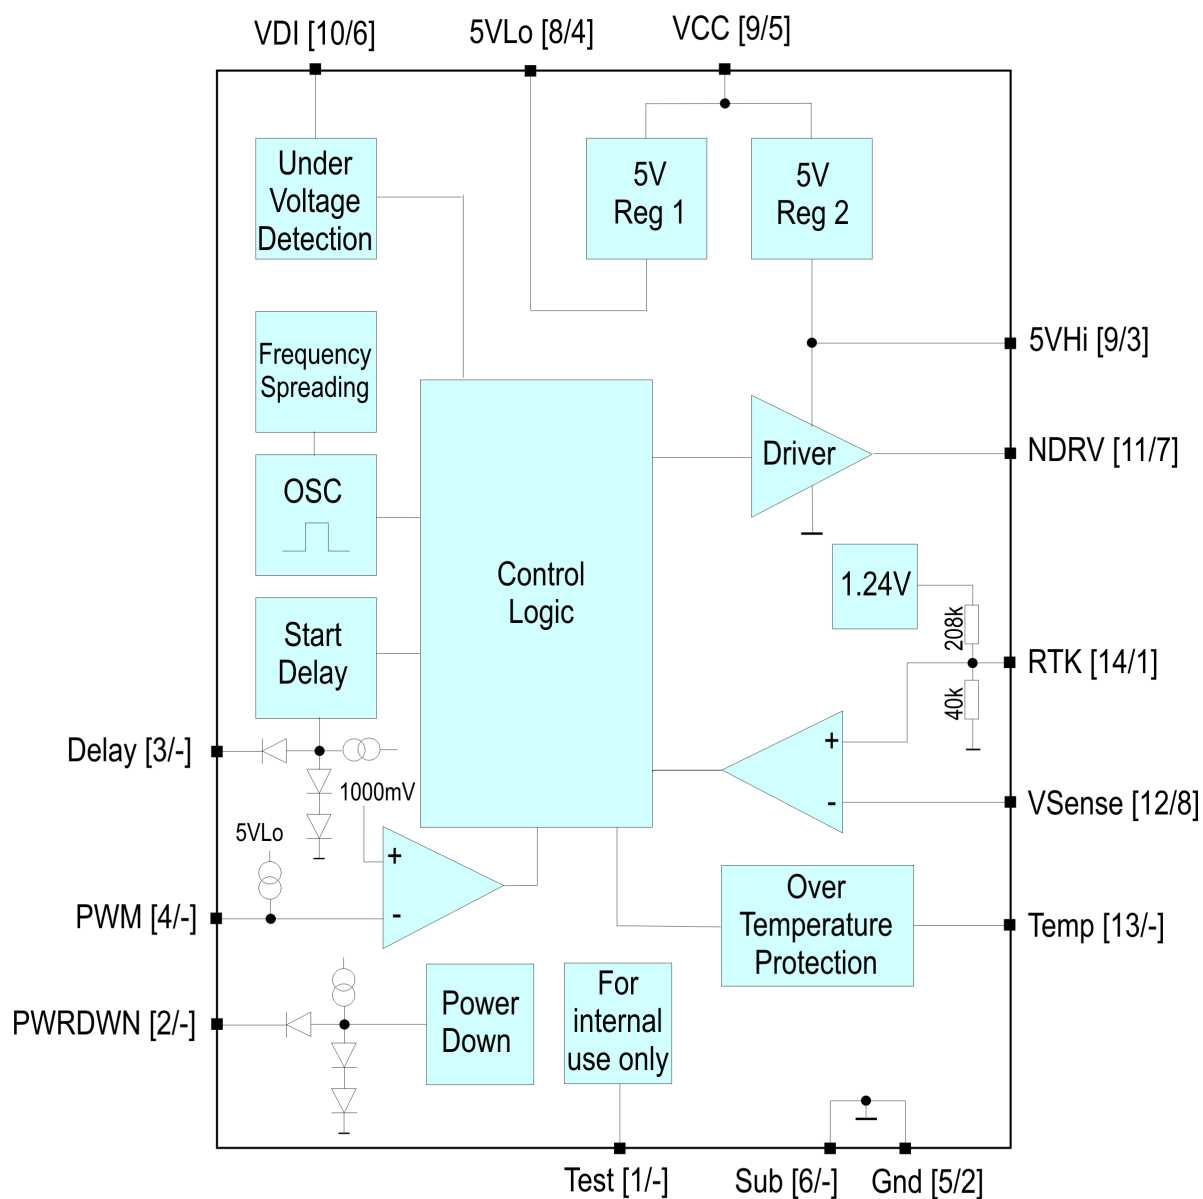 VDI [10/6]
5VLo [8/4]
VCC [9/5]
Under
Voltage
Detection
5V
Reg 1
5V
Reg 2
Frequency
Spreading
5VHi [9/3]
OSC
Driver
NDRV [11/7]
Control
Logic
1.24V
208k
Start
Delay
RTK [14/1]
40k
Delay [3/-]
+
-
1000mV
VSense [12/8]
5VLo
+
-
PWM [4/-]
Over
Temperature
Protection
Temp [13/-]
PWRDWN [2/-]
Power
Down
For
internal
use only
Test [1/-]
Sub [6/-]
Gnd [5/2]